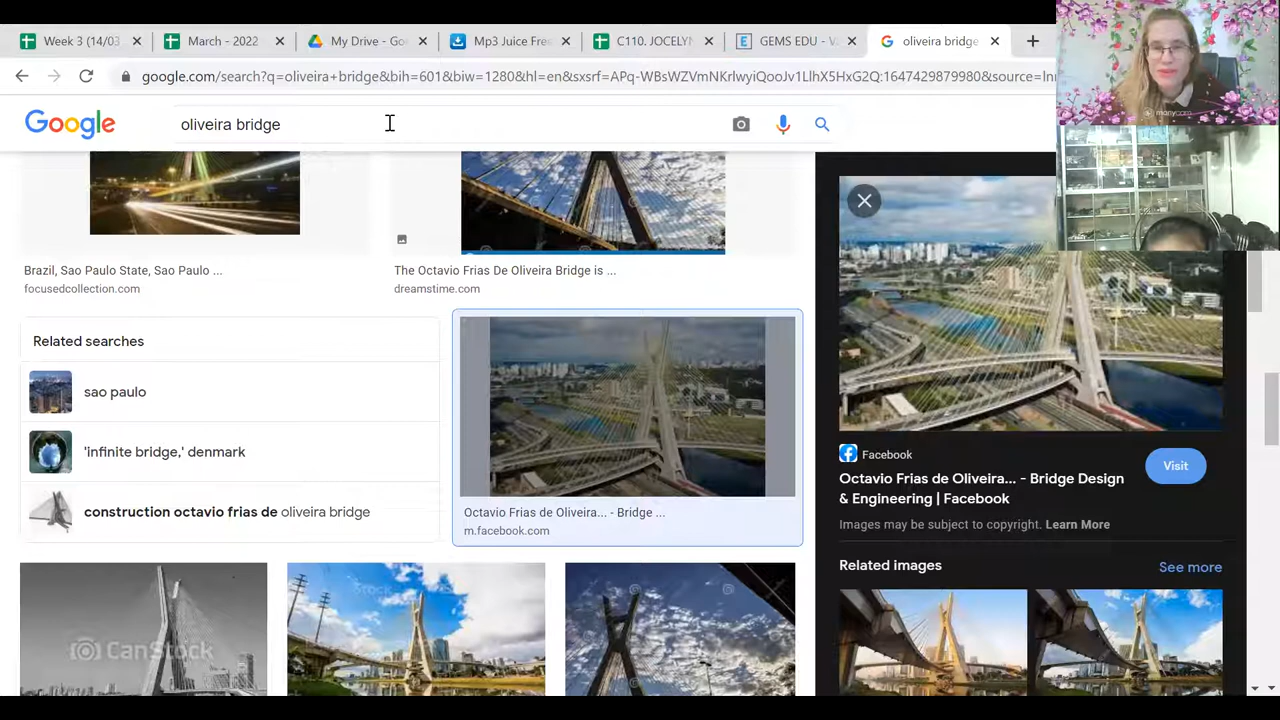 Week 3 (14/03
March - 2022
My Drive - Go
Mp3 Juice Free
C110. JOCELYN
GEMS EDU - V
oliveira bridge
google.com/search?q=oliveira+bridge&bih=601&biw=1280&hl=en&sxsrf=APq-WBsWZVmNKrlwyiQooJv1LlhX5HxG2Q:1647429879980&source=ln
manycam
Google
oliveira bridge
Brazil, Sao Paulo State, Sao Paulo ...
focusedcollection.com
The Octavio Frias De Oliveira Bridge is ...
dreamstime.com
Related searches
sao paulo
'infinite bridge,' denmark
construction octavio frias de oliveira bridge
Octavio Frias de Oliveira... - Bridge ...
m.facebook.com
Facebook
Octavio Frias de Oliveira... - Bridge Design
& Engineering | Facebook
Visit
Images may be subject to copyright. Learn More
Related images
See more
CanStock